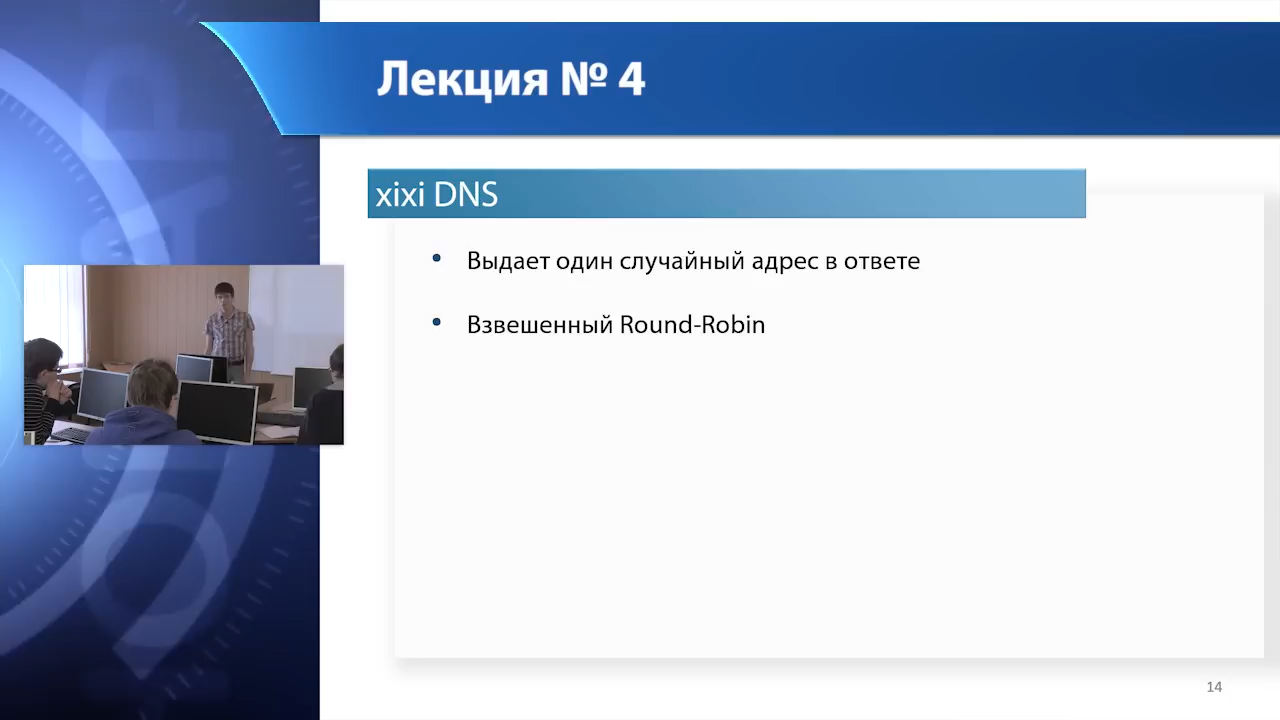 Лекция № 4
xixi DNS
• Выдает один случайный адрес в ответе
• Взвешенный Round-Robin
14